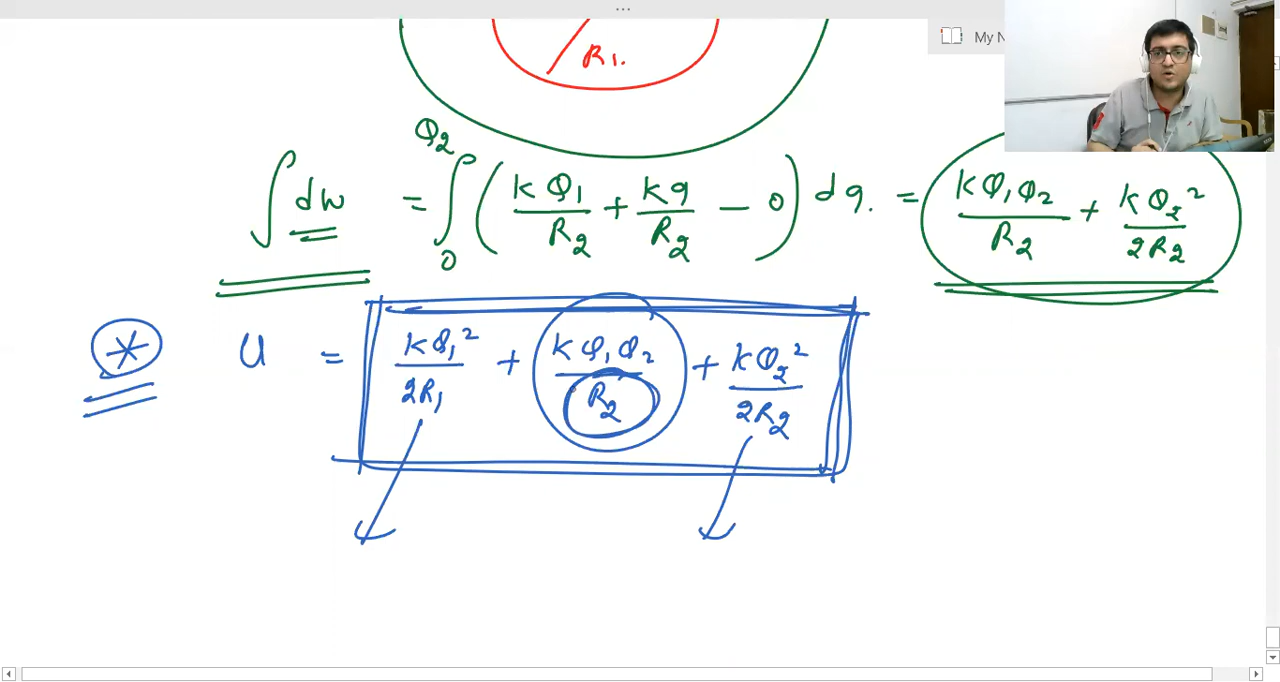 R1.
My N
∫dw = ∫₀^Q2 (kQ1/R2 + kq/R2 − 0) dq. = kQ1Q2/R2 + kQ2²/2R2
* U = kQ1²/2R1 + kQ1Q2/R2 + kQ2²/2R2